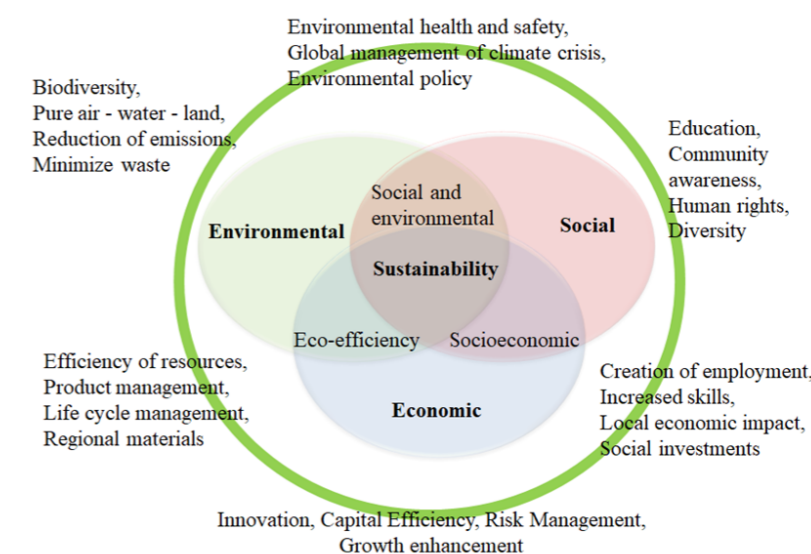 Environmental health and safety,
Global management of climate crisis,
Environmental policy
Biodiversity,
Pure air - water - land,
Reduction of emissions,
Minimize waste
Education,
Community
awareness,
Human rights,
Diversity
Social and
environmental
Environmental
Social
Sustainability
Eco-efficiency
Socioeconomic
Economic
Efficiency of resources,
Product management,
Life cycle management,
Regional materials
Creation of employment,
Increased skills,
Local economic impact,
Social investments
Innovation, Capital Efficiency, Risk Management,
Growth enhancement